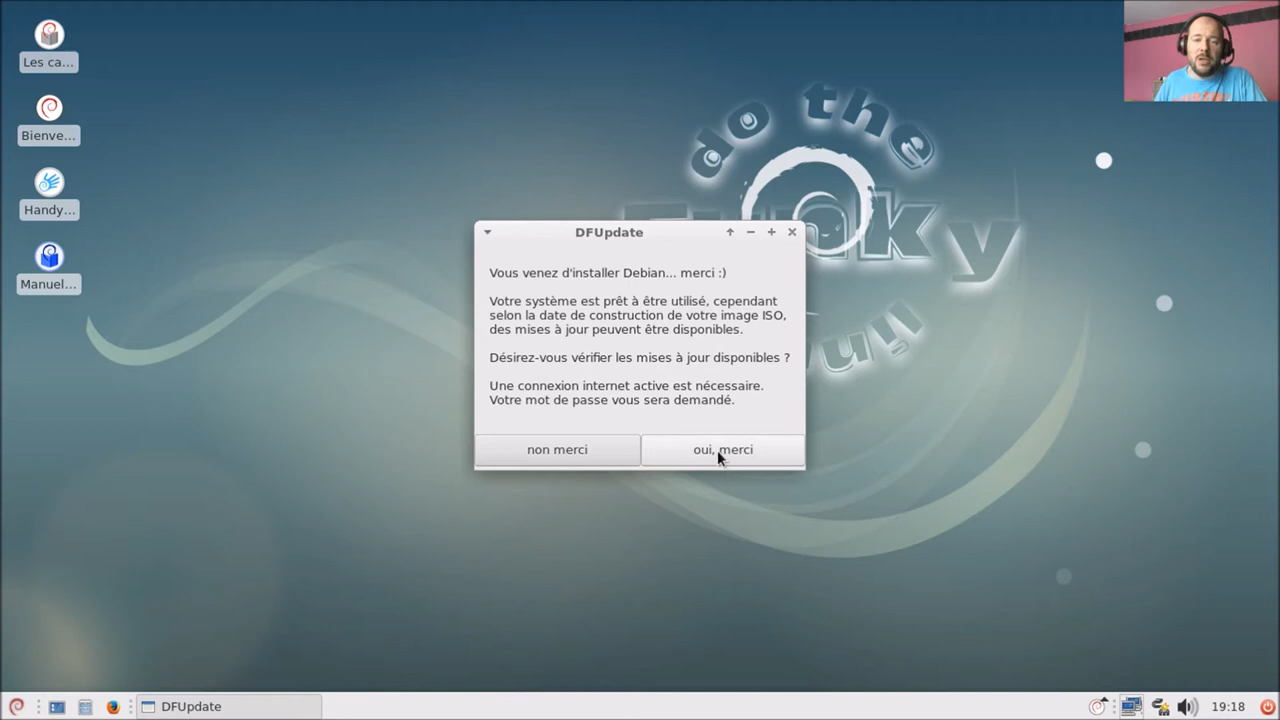 Les ca...
Bienve...
Handy...
Manuel...
do the
Funky
DFUpdate
Vous venez d'installer Debian... merci :)
Votre système est prêt à être utilisé, cependant
selon la date de construction de votre image ISO,
des mises à jour peuvent être disponibles.
Désirez-vous vérifier les mises à jour disponibles ?
Une connexion internet active est nécessaire.
Votre mot de passe vous sera demandé.
non merci
oui, merci
DFUpdate
19:18